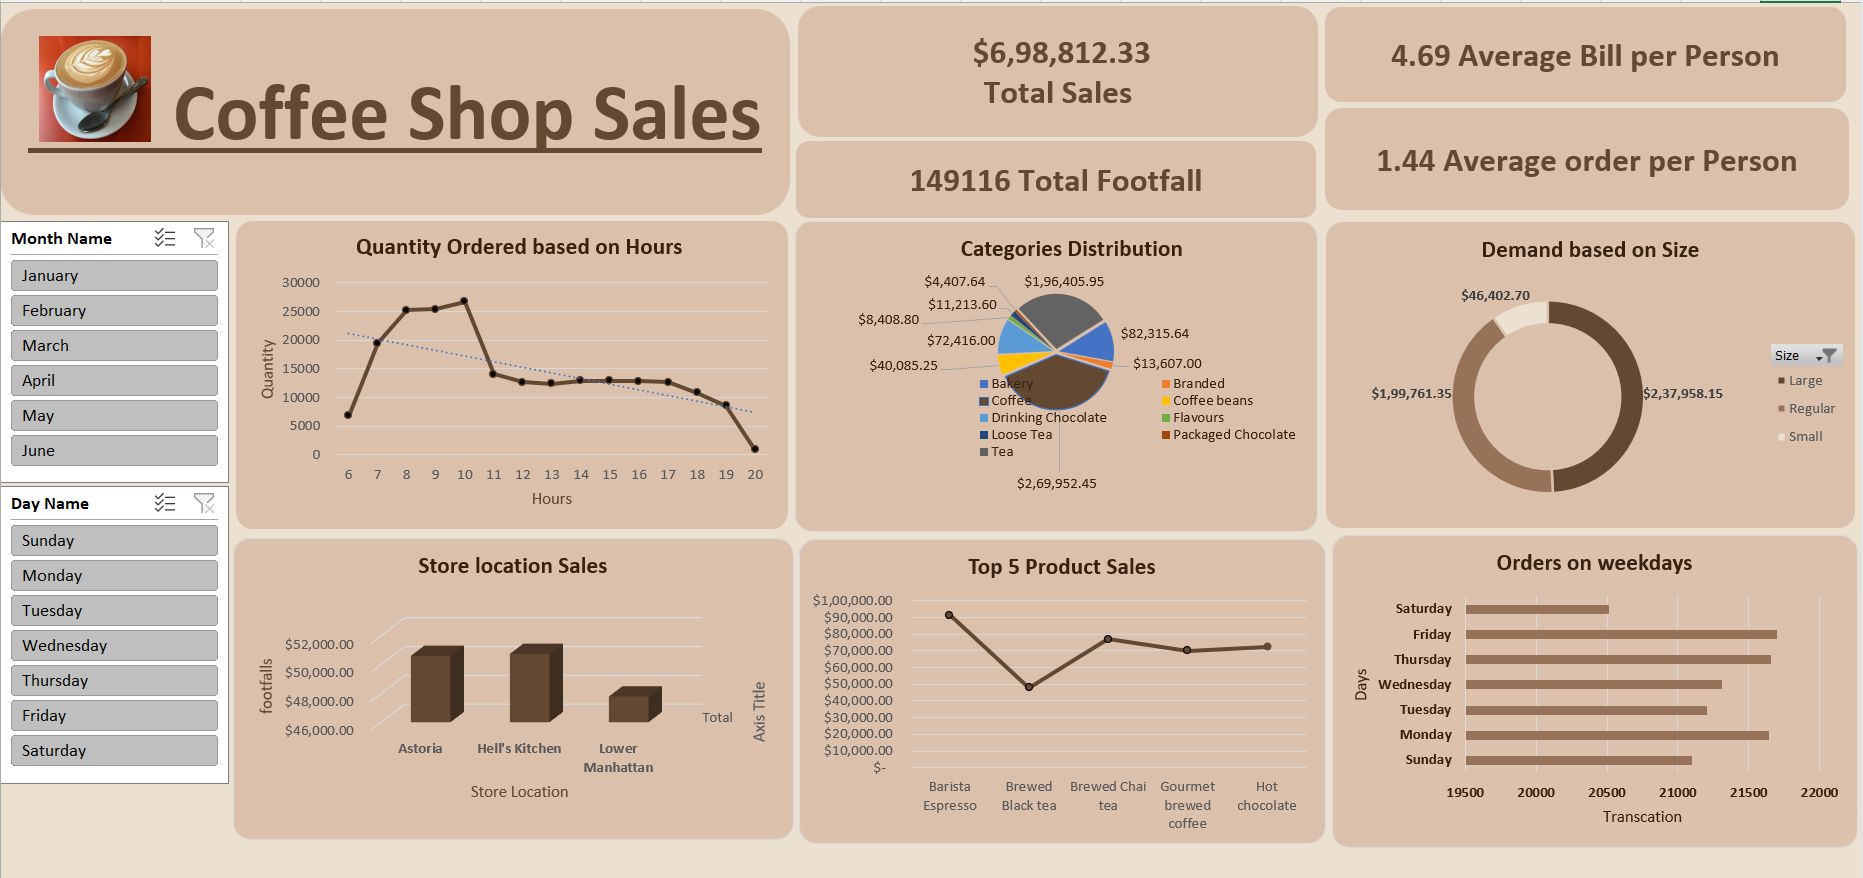 Coffee Shop Sales
$6,98,812.33
Total Sales
149116 Total Footfall
4.69 Average Bill per Person
1.44 Average order per Person
Month Name
January
February
March
April
May
June
Day Name
Sunday
Monday
Tuesday
Wednesday
Thursday
Friday
Saturday
Quantity Ordered based on Hours
Quantity
30000
25000
20000
15000
10000
5000
0
6 7 8 9 10 11 12 13 14 15 16 17 18 19 20
Hours
Categories Distribution
$4,407.64
$1,96,405.95
$11,213.60
$8,408.80
$82,315.64
$72,416.00
$40,085.25
$13,607.00
Bakery
Branded
Coffee
Coffee beans
Drinking Chocolate
Flavours
Loose Tea
Packaged Chocolate
Tea
$2,69,952.45
Demand based on Size
$46,402.70
$1,99,761.35
$2,37,958.15
Size
Large
Regular
Small
Store location Sales
footfalls
$52,000.00
$50,000.00
$48,000.00
$46,000.00
Astoria
Hell's Kitchen
Lower
Manhattan
Total
Axis Title
Store Location
Top 5 Product Sales
$1,00,000.00
$90,000.00
$80,000.00
$70,000.00
$60,000.00
$50,000.00
$40,000.00
$30,000.00
$20,000.00
$10,000.00
$-
Barista
Espresso
Brewed
Black tea
Brewed Chai
tea
Gourmet
brewed
coffee
Hot
chocolate
Orders on weekdays
Days
Saturday
Friday
Thursday
Wednesday
Tuesday
Monday
Sunday
19500 20000 20500 21000 21500 22000
Transcation